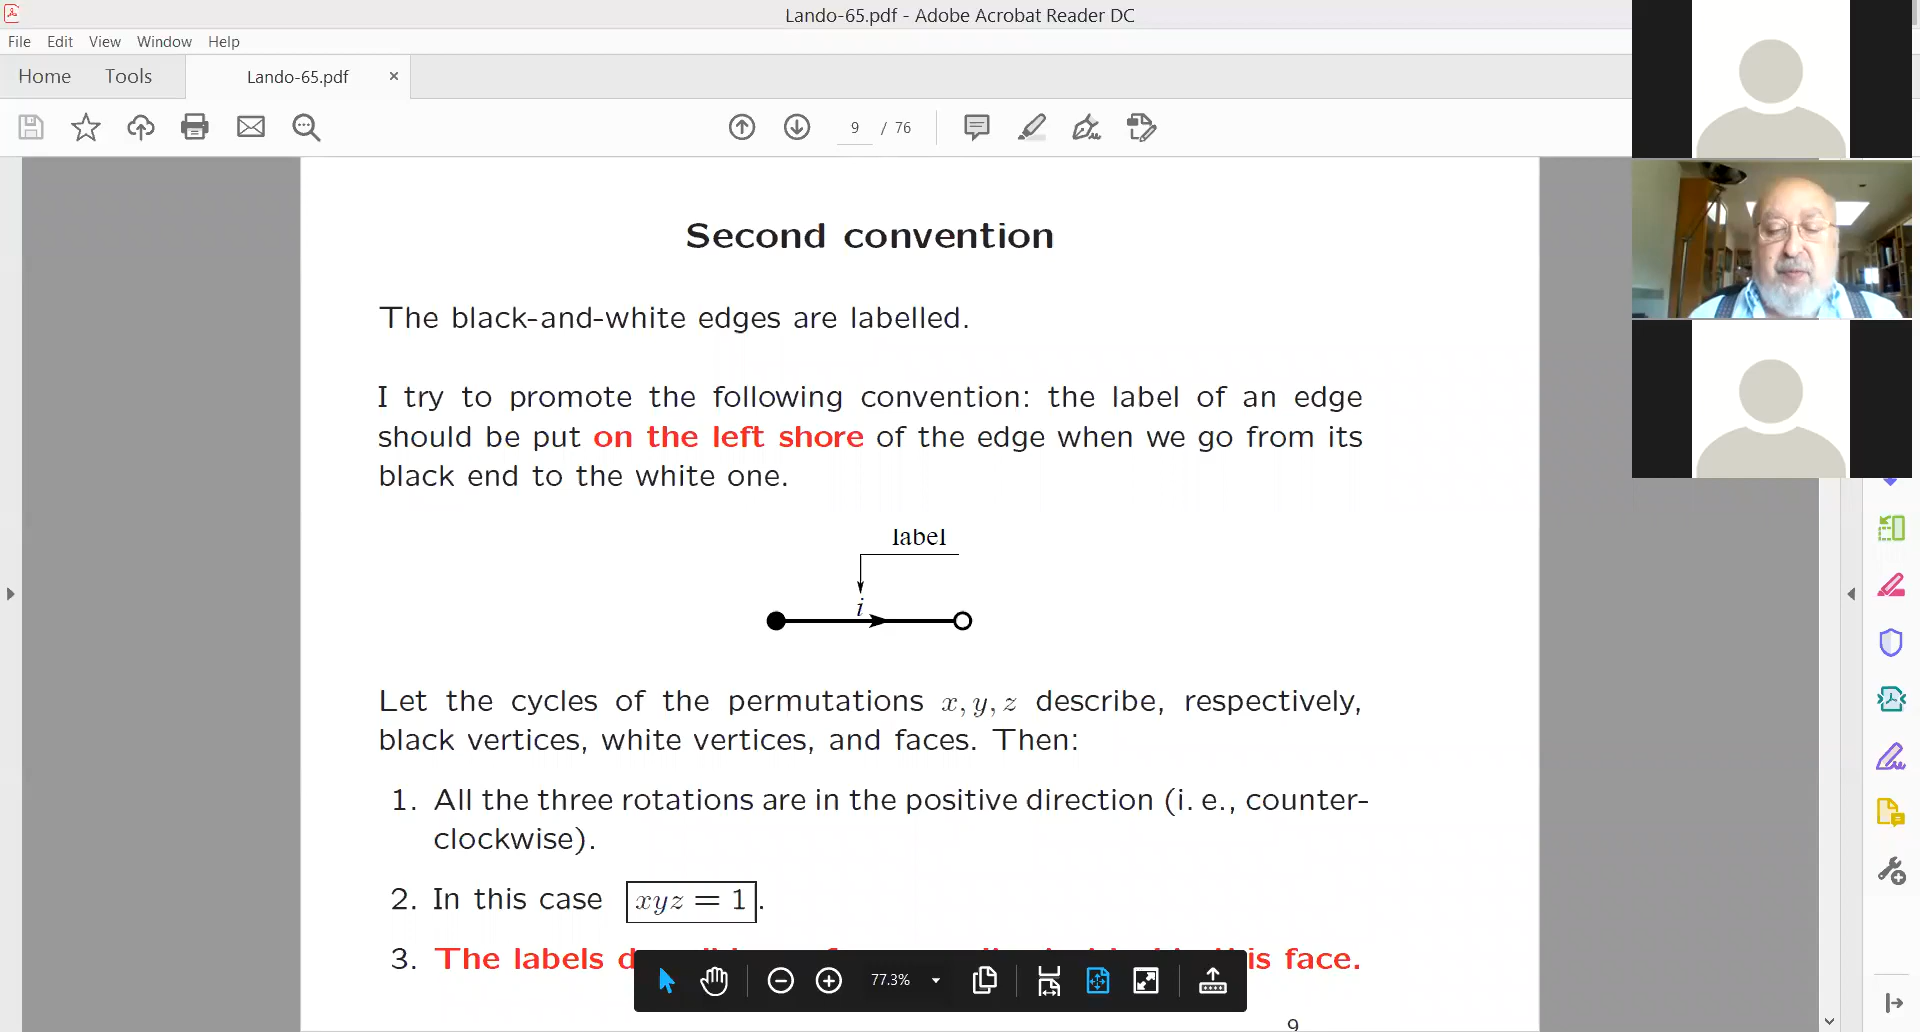 Lando-65.pdf - Adobe Acrobat Reader DC
File Edit View Window Help
Home Tools Lando-65.pdf ×
9 / 76
Second convention
The black-and-white edges are labelled.
I try to promote the following convention: the label of an edge
should be put on the left shore of the edge when we go from its
black end to the white one.
label
i
Let the cycles of the permutations x, y, z describe, respectively,
black vertices, white vertices, and faces. Then:
1. All the three rotations are in the positive direction (i. e., counter-
clockwise).
2. In this case xyz = 1.
3. The labels is face.
77.3%
9